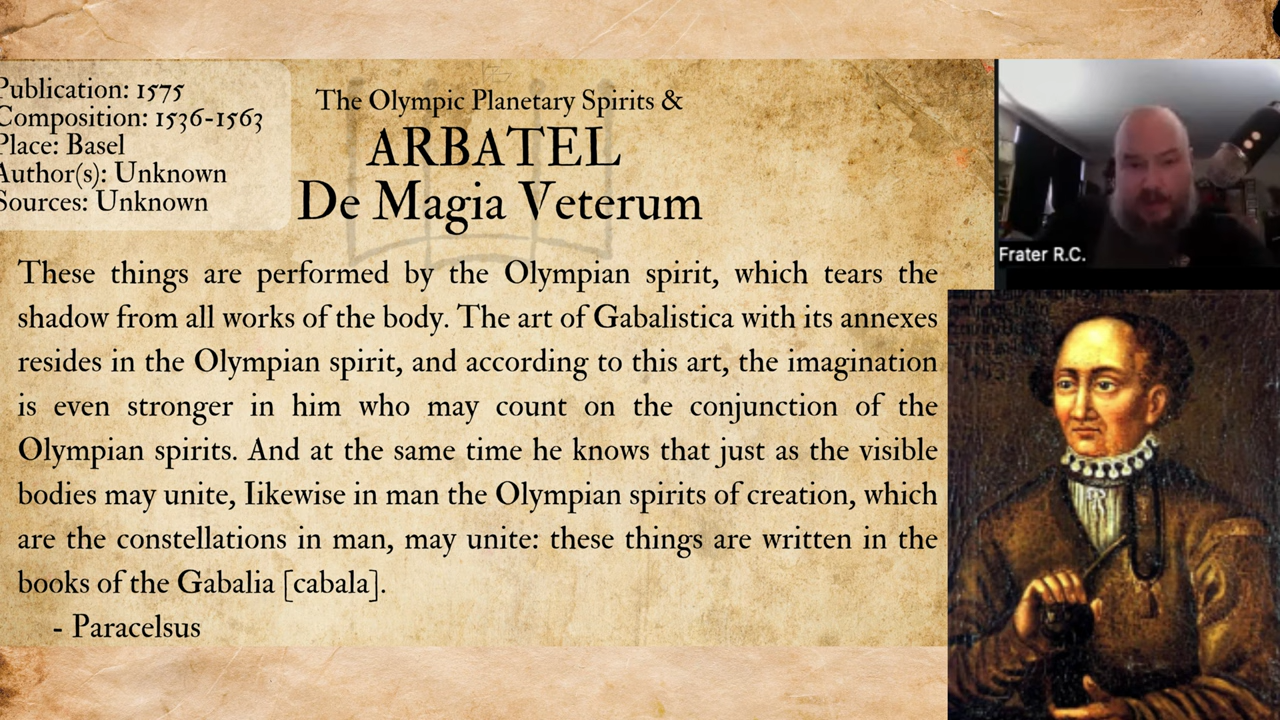 Publication: 1575
Composition: 1536-1563
Place: Basel
Author(s): Unknown
Sources: Unknown
The Olympic Planetary Spirits &
ARBATEL
De Magia Veterum
These things are performed by the Olympian spirit, which tears the
shadow from all works of the body. The art of Gabalistica with its annexes
resides in the Olympian spirit, and according to this art, the imagination
is even stronger in him who may count on the conjunction of the
Olympian spirits. And at the same time he knows that just as the visible
bodies may unite, Iikewise in man the Olympian spirits of creation, which
are the constellations in man, may unite: these things are written in the
books of the Gabalia [cabala].
- Paracelsus
Frater R.C.